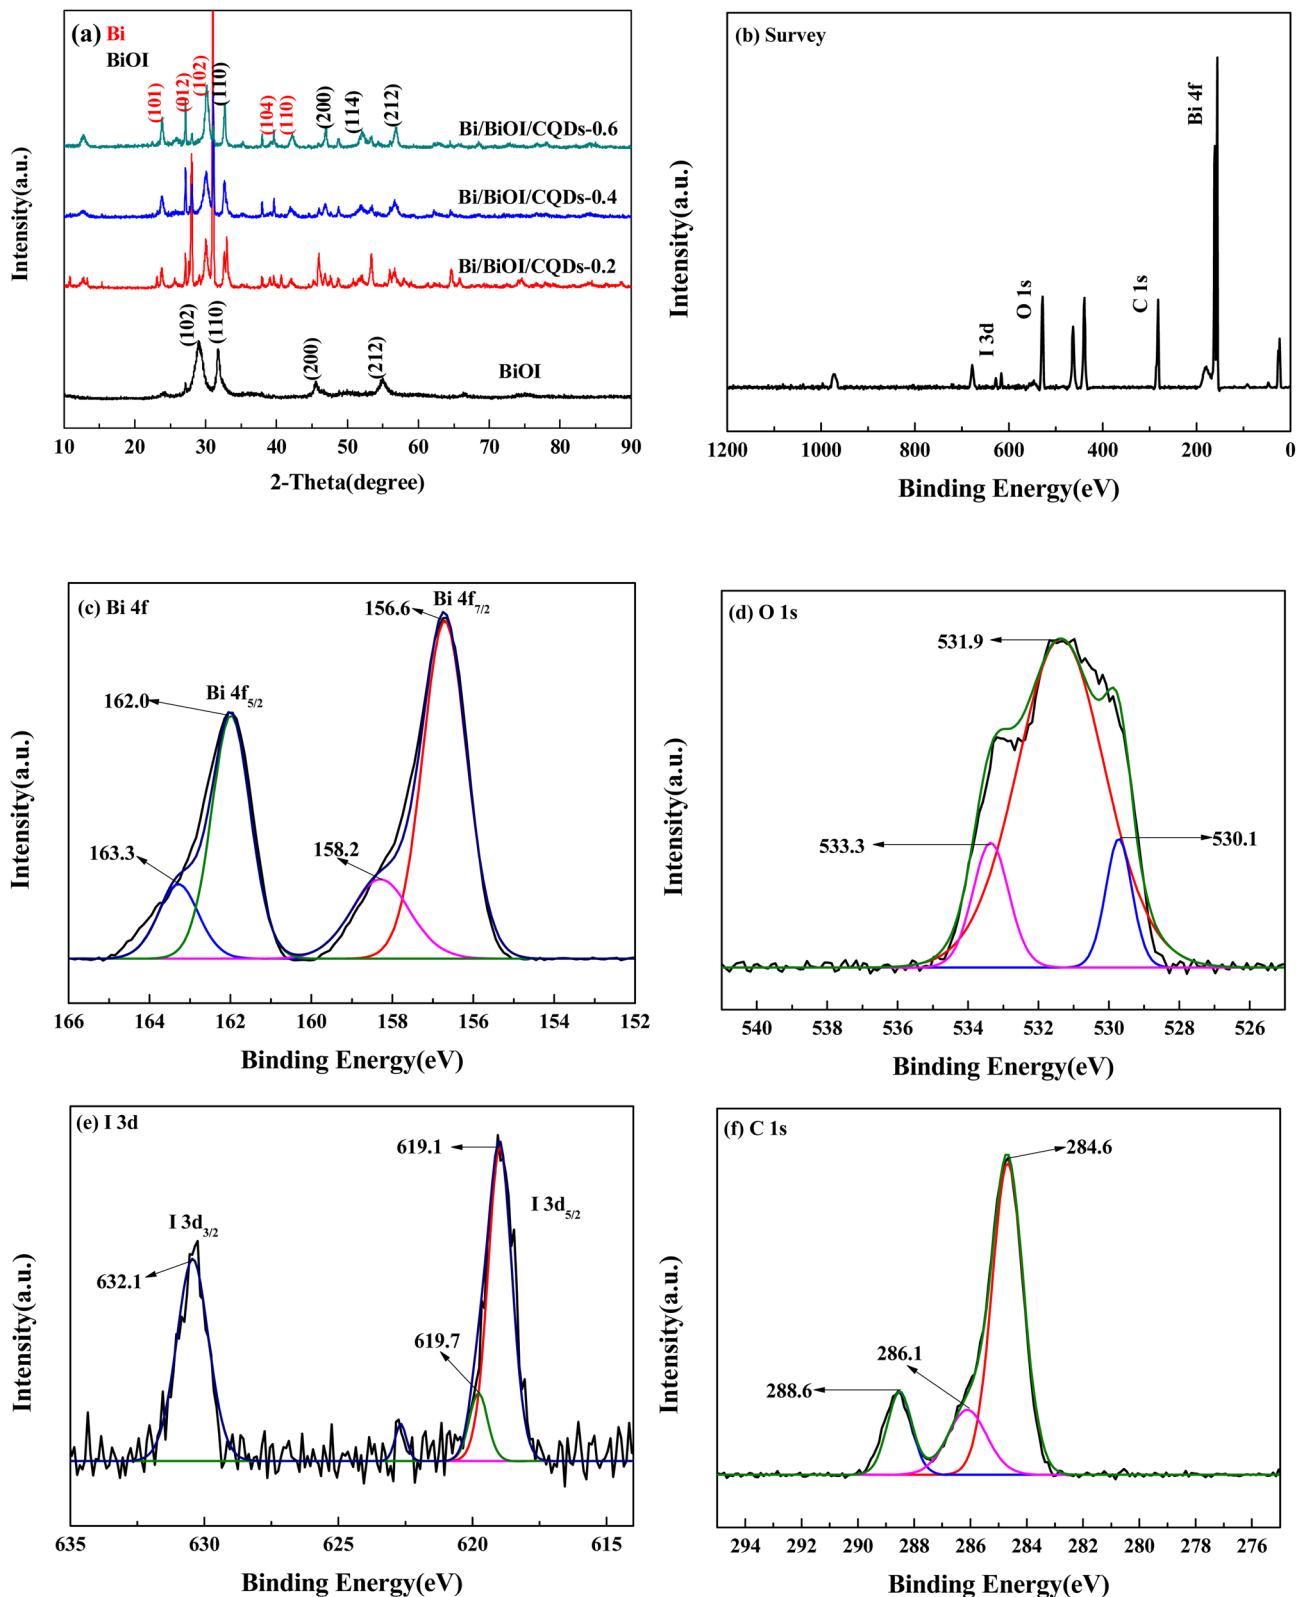 (a) Bi
BiOI
(101)
(012)
(102)
(110)
(104)
(110)
(200)
(114)
(212)
Bi/BiOI/CQDs-0.6
Bi/BiOI/CQDs-0.4
Bi/BiOI/CQDs-0.2
(102)
(110)
(200)
(212)
BiOI
Intensity(a.u.)
10 20 30 40 50 60 70 80 90
2-Theta(degree)
(b) Survey
Bi 4f
C 1s
O 1s
I 3d
Intensity(a.u.)
1200 1000 800 600 400 200 0
Binding Energy(eV)
(c) Bi 4f
156.6
Bi 4f7/2
162.0
Bi 4f5/2
163.3
158.2
Intensity(a.u.)
166 164 162 160 158 156 154 152
Binding Energy(eV)
(d) O 1s
531.9
533.3
530.1
Intensity(a.u.)
540 538 536 534 532 530 528 526
Binding Energy(eV)
(e) I 3d
619.1
I 3d5/2
I 3d3/2
632.1
619.7
Intensity(a.u.)
635 630 625 620 615
Binding Energy(eV)
(f) C 1s
284.6
286.1
288.6
Intensity(a.u.)
294 292 290 288 286 284 282 280 278 276
Binding Energy(eV)